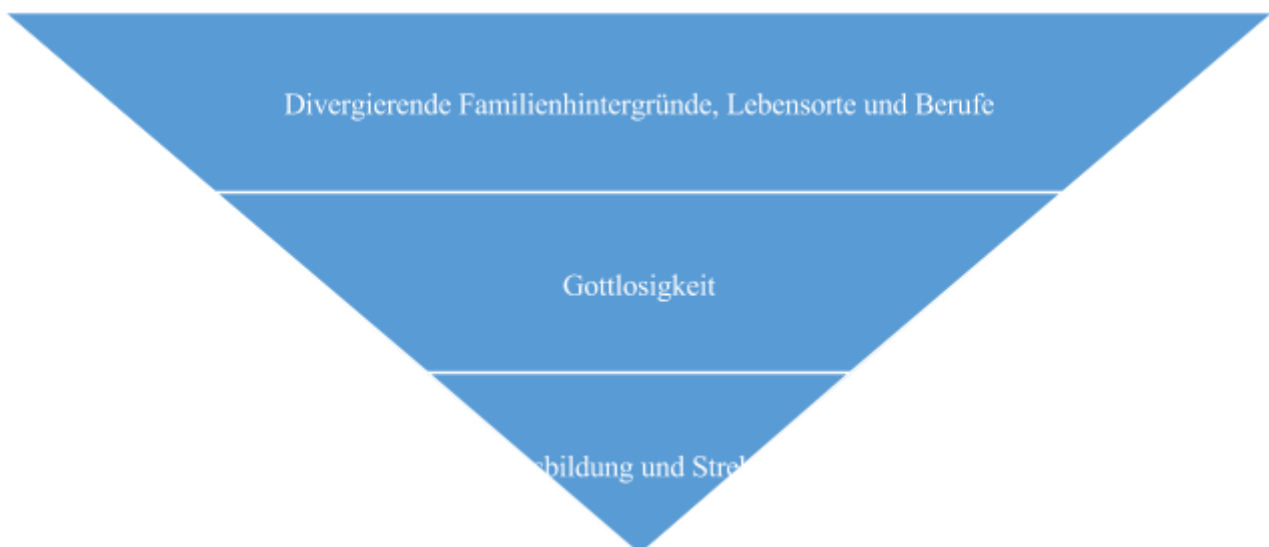 Divergierende Familienhintergründe, Lebensorte und Berufe
Gottlosigkeit
sbildung und Stre